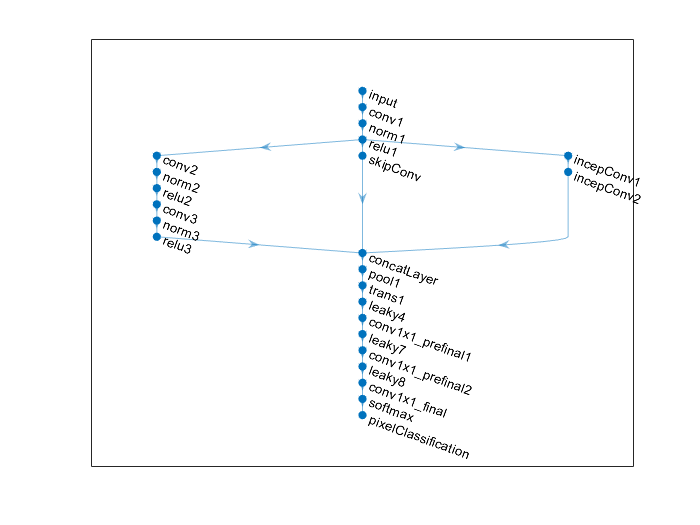 input
conv1
norm1
relu1
skipConv
conv2
norm2
relu2
conv3
norm3
relu3
incepConv1
incepConv2
concatLayer
pool1
trans1
leaky4
conv1x1_prefinal1
leaky7
conv1x1_prefinal2
leaky8
conv1x1_final
softmax
pixelClassification